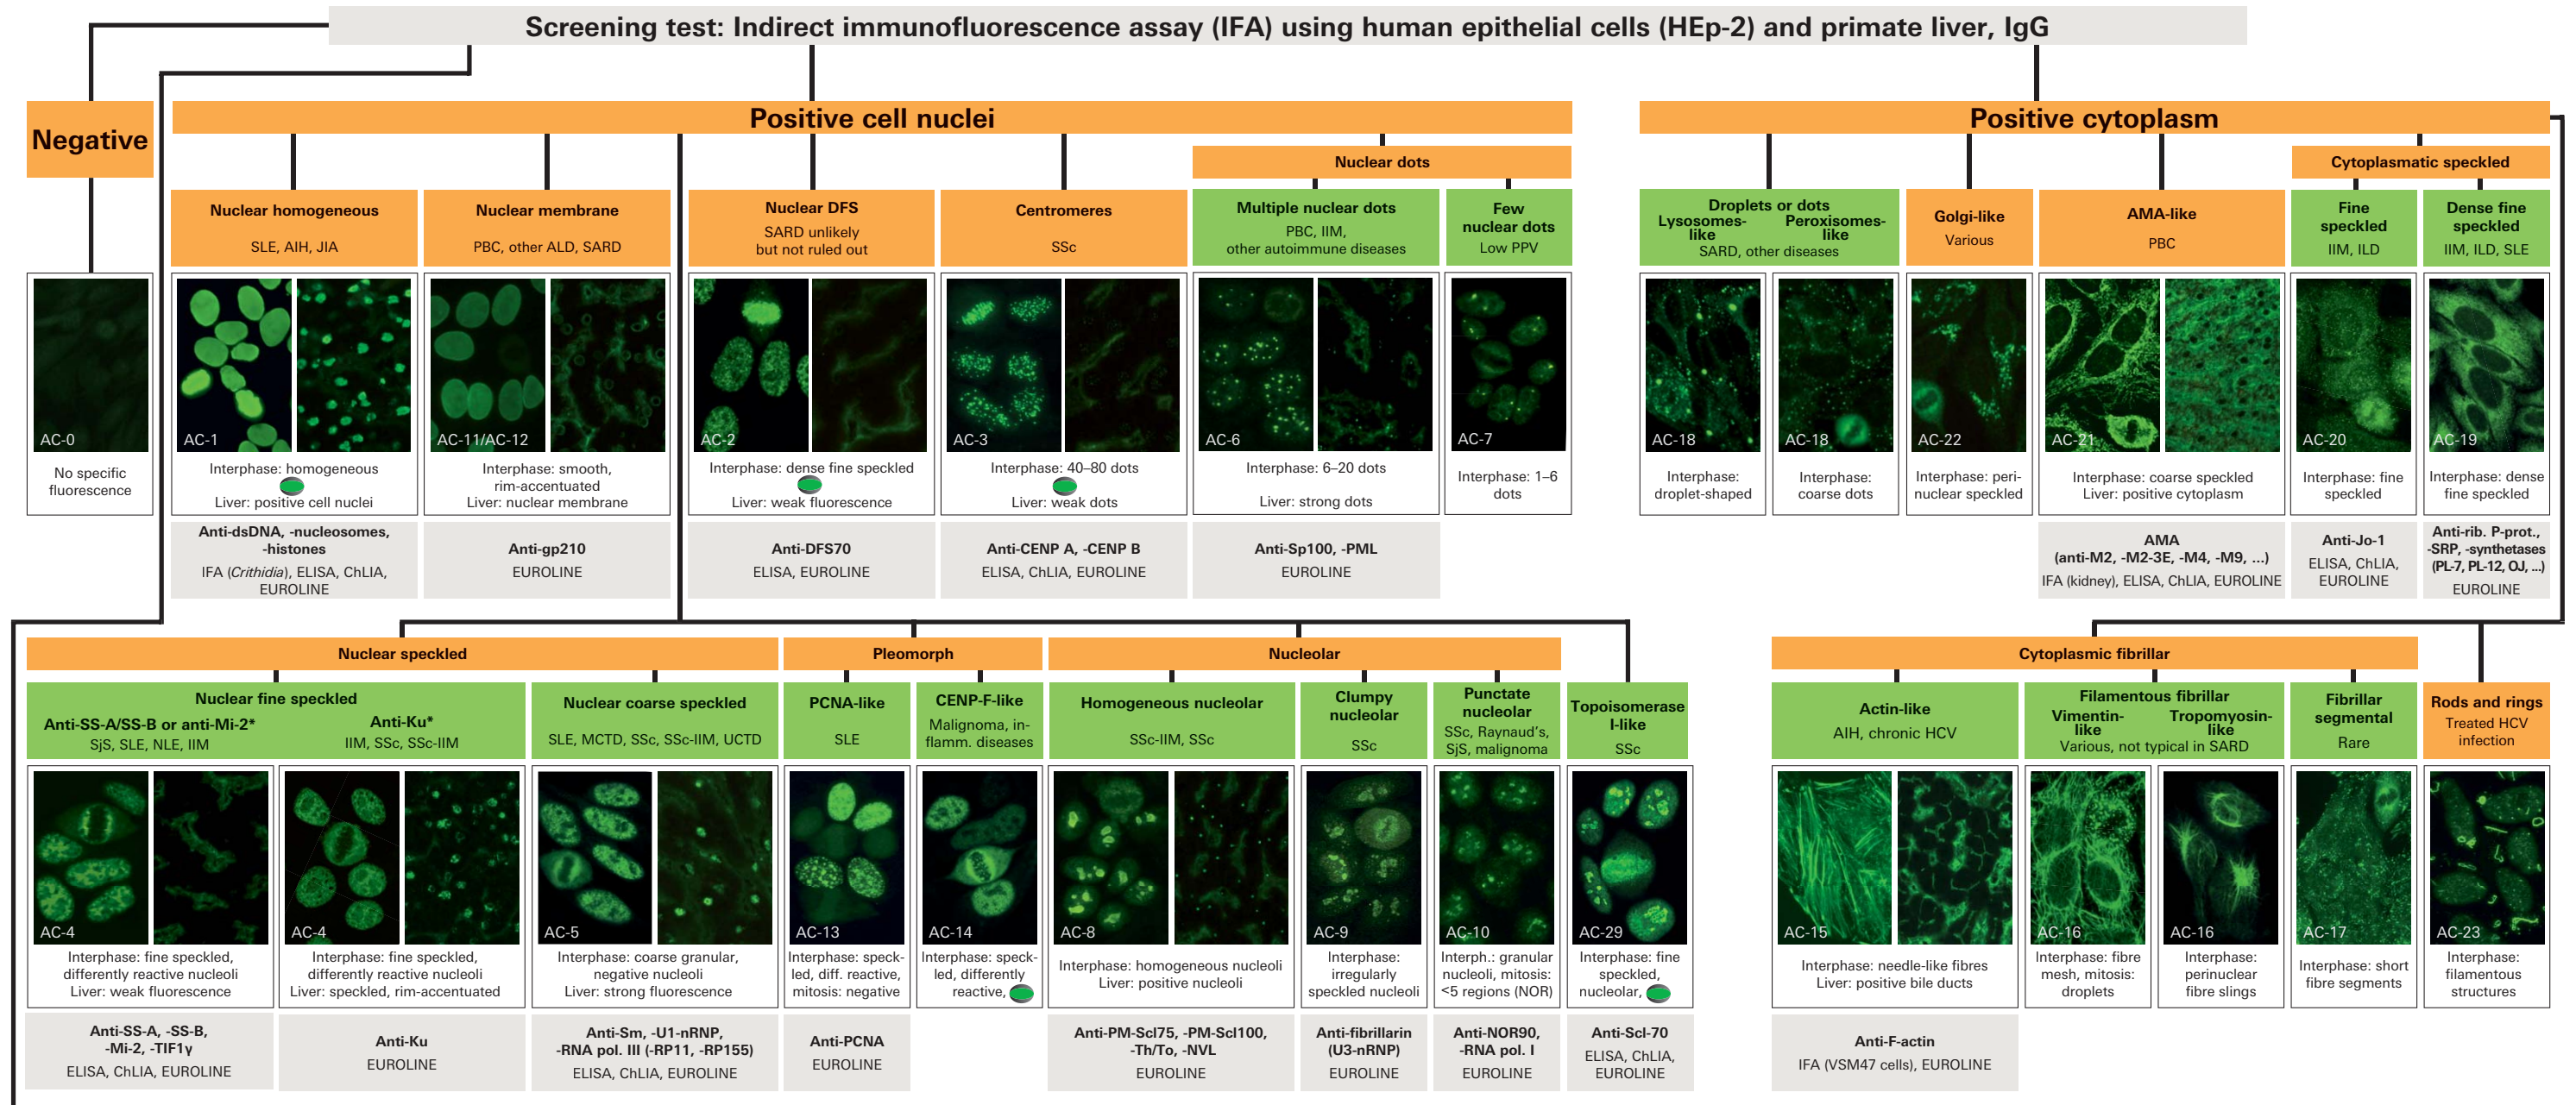 Screening test: Indirect immunofluorescence assay (IFA) using human epithelial cells (HEp-2) and primate liver, IgG
Negative
AC-0
No specific
fluorescence
Positive cell nuclei
Nuclear homogeneous
SLE, AIH, JIA
AC-1
Interphase: homogeneous
Liver: positive cell nuclei
Anti-dsDNA, -nucleosomes,
-histones
IFA (Crithidia), ELISA, ChLIA,
EUROLINE
Nuclear membrane
PBC, other ALD, SARD
AC-11/AC-12
Interphase: smooth,
rim-accentuated
Liver: nuclear membrane
Anti-gp210
EUROLINE
Nuclear DFS
SARD unlikely
but not ruled out
AC-2
Interphase: dense fine speckled
Liver: weak fluorescence
Anti-DFS70
ELISA, EUROLINE
Centromeres
SSc
AC-3
Interphase: 40–80 dots
Liver: weak dots
Anti-CENP A, -CENP B
ELISA, ChLIA, EUROLINE
Nuclear dots
Multiple nuclear dots
PBC, IIM,
other autoimmune diseases
AC-6
Interphase: 6–20 dots
Liver: strong dots
Anti-Sp100, -PML
EUROLINE
Few
nuclear dots
Low PPV
AC-7
Interphase: 1–6
dots
Positive cytoplasm
Droplets or dots
Lysosomes-
like
Peroxisomes-
like
SARD, other diseases
AC-18
Interphase:
droplet-shaped
AC-18
Interphase:
coarse dots
Golgi-like
Various
AC-22
Interphase: peri-
nuclear speckled
AMA-like
PBC
AC-21
Interphase: coarse speckled
Liver: positive cytoplasm
AMA
(anti-M2, -M2-3E, -M4, -M9, ...)
IFA (kidney), ELISA, ChLIA, EUROLINE
Cytoplasmatic speckled
Fine
speckled
IIM, ILD
AC-20
Interphase: fine
speckled
Anti-Jo-1
ELISA, ChLIA,
EUROLINE
Dense fine
speckled
IIM, ILD, SLE
AC-19
Interphase: dense
fine speckled
Anti-rib. P-prot.,
-SRP, -synthetases
(PL-7, PL-12, OJ, ...)
EUROLINE
Nuclear speckled
Nuclear fine speckled
Anti-SS-A/SS-B or anti-Mi-2*
SjS, SLE, NLE, IIM
AC-4
Interphase: fine speckled,
differently reactive nucleoli
Liver: weak fluorescence
Anti-SS-A, -SS-B,
-Mi-2, -TIF1γ
ELISA, ChLIA, EUROLINE
Anti-Ku*
IIM, SSc, SSc-IIM
AC-4
Interphase: fine speckled,
differently reactive nucleoli
Liver: speckled, rim-accentuated
Anti-Ku
EUROLINE
Nuclear coarse speckled
SLE, MCTD, SSc, SSc-IIM, UCTD
AC-5
Interphase: coarse granular,
negative nucleoli
Liver: strong fluorescence
Anti-Sm, -U1-nRNP,
-RNA pol. III (-RP11, -RP155)
ELISA, ChLIA, EUROLINE
Pleomorph
PCNA-like
SLE
AC-13
Interphase: speck-
led, diff. reactive,
mitosis: negative
Anti-PCNA
EUROLINE
CENP-F-like
Malignoma, in-
flamm. diseases
AC-14
Interphase: speck-
led, differently
reactive,
Nucleolar
Homogeneous nucleolar
SSc-IIM, SSc
AC-8
Interphase: homogeneous nucleoli
Liver: positive nucleoli
Anti-PM-Scl75, -PM-Scl100,
-Th/To, -NVL
EUROLINE
Clumpy
nucleolar
SSc
AC-9
Interphase:
irregularly
speckled nucleoli
Anti-fibrillarin
(U3-nRNP)
EUROLINE
Punctate
nucleolar
SSc, Raynaud's,
SjS, malignoma
AC-10
Interph.: granular
nucleoli, mitosis:
<5 regions (NOR)
Anti-NOR90,
-RNA pol. I
EUROLINE
Topoisomerase
I-like
SSc
AC-29
Interphase: fine
speckled,
nucleolar,
Anti-Scl-70
ELISA, ChLIA,
EUROLINE
Cytoplasmic fibrillar
Actin-like
AIH, chronic HCV
AC-15
Interphase: needle-like fibres
Liver: positive bile ducts
Anti-F-actin
IFA (VSM47 cells), EUROLINE
Filamentous fibrillar
Vimentin-
like
Tropomyosin-
like
Various, not typical in SARD
AC-16
Interphase: fibre
mesh, mitosis:
droplets
AC-16
Interphase:
perinuclear
fibre slings
Fibrillar
segmental
Rare
AC-17
Interphase: short
fibre segments
Rods and rings
Treated HCV
infection
AC-23
Interphase:
filamentous
structures